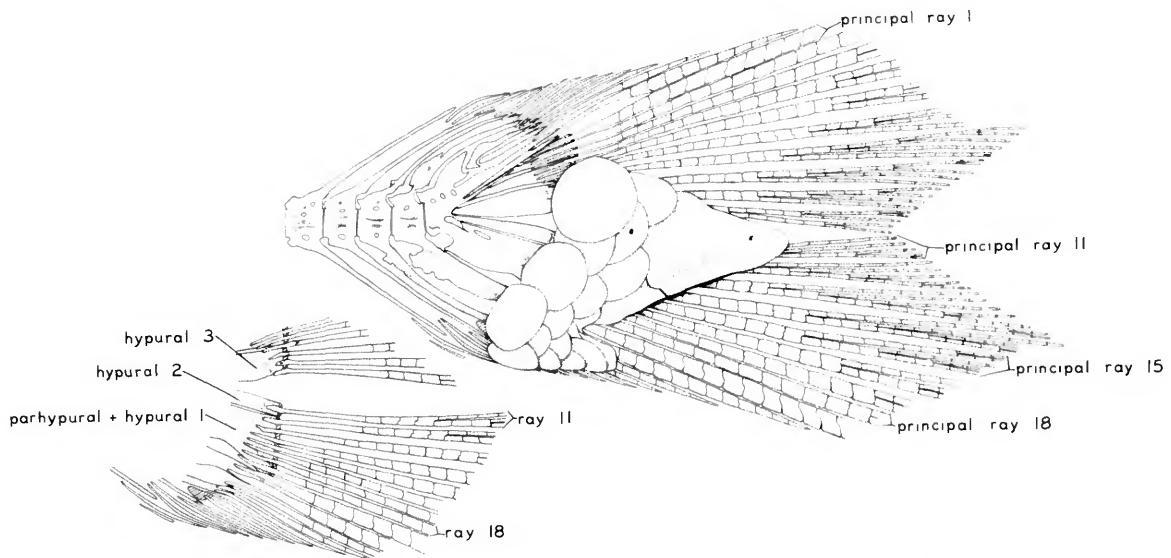 principal ray 1
principal ray 11
hypural 3
hypural 2
principal ray 15
parhypural + hypural 1
ray 11
principal ray 18
ray 18